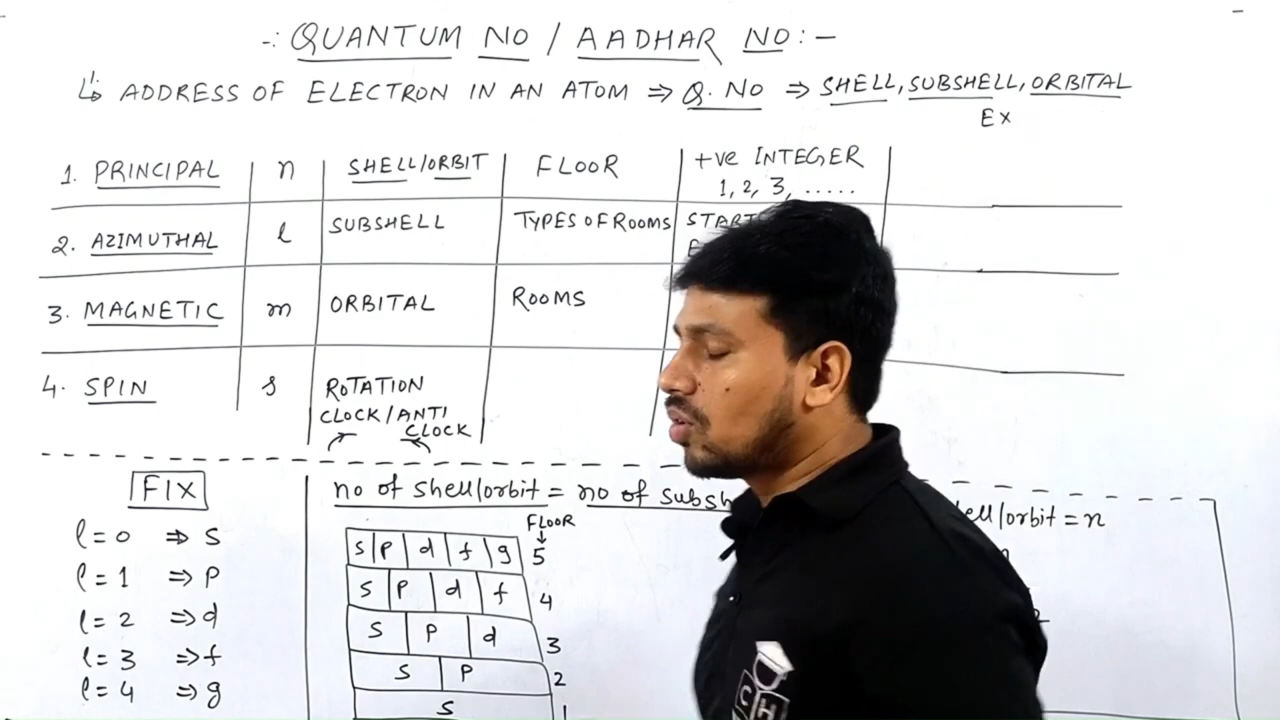 -: QUANTUM NO / AADHAR NO : -
↳ ADDRESS OF ELECTRON IN AN ATOM ⇒ Q. NO ⇒ SHELL, SUBSHELL, ORBITAL
Ex
1. PRINCIPAL n SHELL/ORBIT FLOOR +ve INTEGER
1, 2, 3, .....
2. AZIMUTHAL l SUBSHELL TYPES OF ROOMS
3. MAGNETIC m ORBITAL ROOMS
4. SPIN s ROTATION
CLOCK/ANTI
CLOCK
FIX
l = 0 ⇒ s
l = 1 ⇒ p
l = 2 ⇒ d
l = 3 ⇒ f
l = 4 ⇒ g
no of shell/orbit = no of
/orbit = n
FLOOR
↓
s p d f g 5
s p d f 4
s p d 3
s p 2
s 1